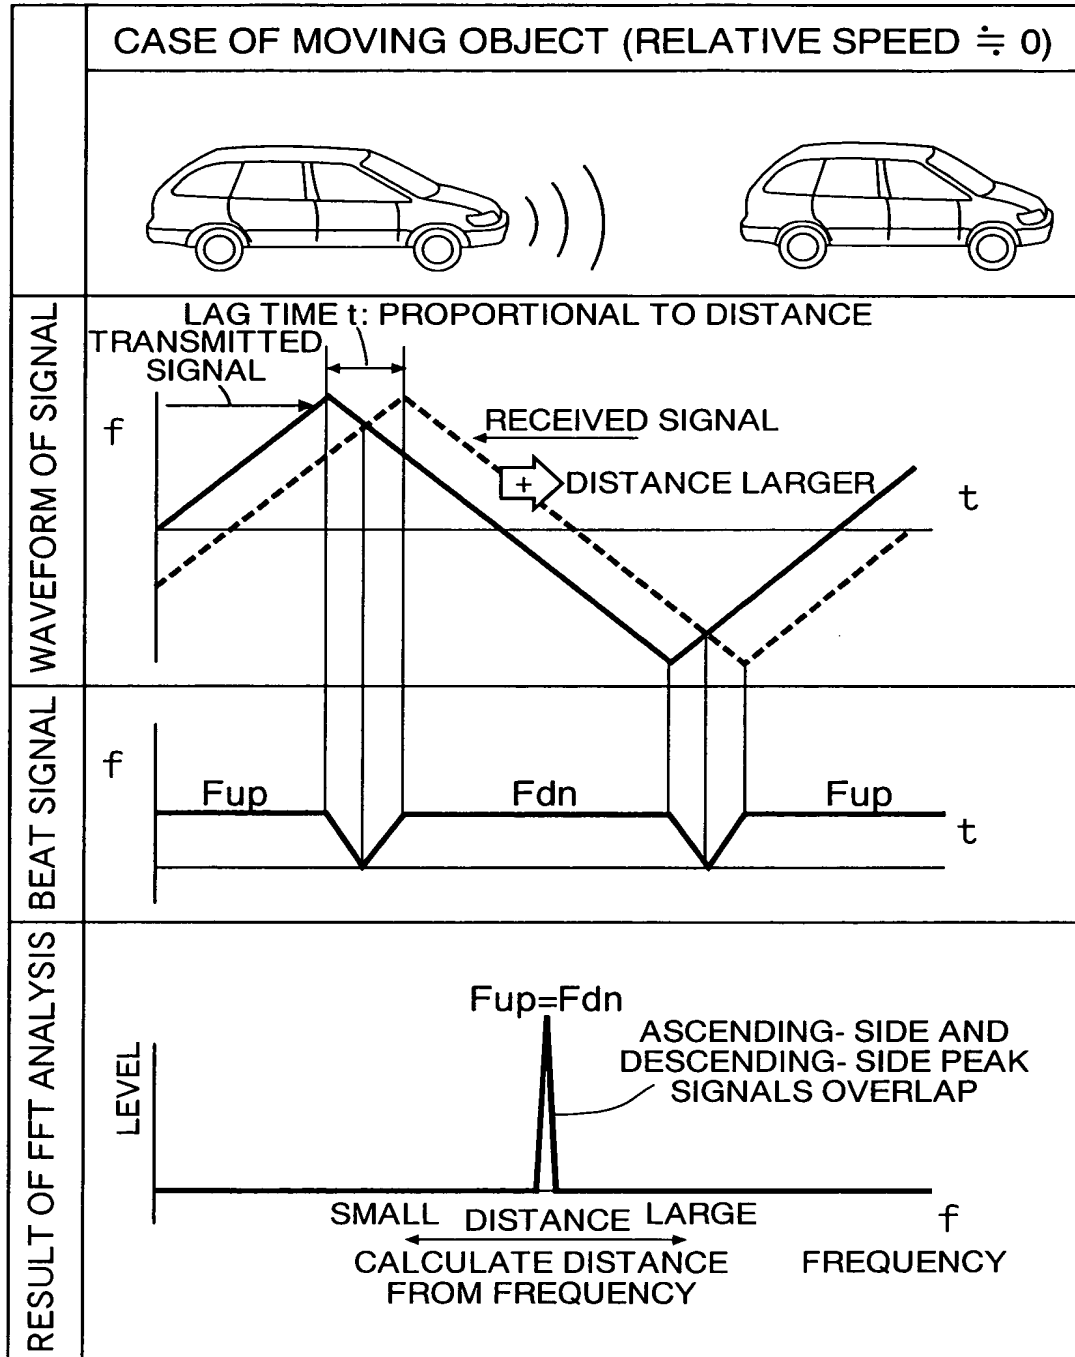 CASE OF MOVING OBJECT (RELATIVE SPEED ≒ 0)
WAVEFORM OF SIGNAL
LAG TIME t: PROPORTIONAL TO DISTANCE
TRANSMITTED
SIGNAL
f
RECEIVED SIGNAL
+
DISTANCE LARGER
t
BEAT SIGNAL
f
Fup
Fdn
Fup
t
RESULT OF FFT ANALYSIS
LEVEL
Fup=Fdn
ASCENDING- SIDE AND
DESCENDING- SIDE PEAK
SIGNALS OVERLAP
SMALL DISTANCE LARGE
f
CALCULATE DISTANCE
FROM FREQUENCY
FREQUENCY